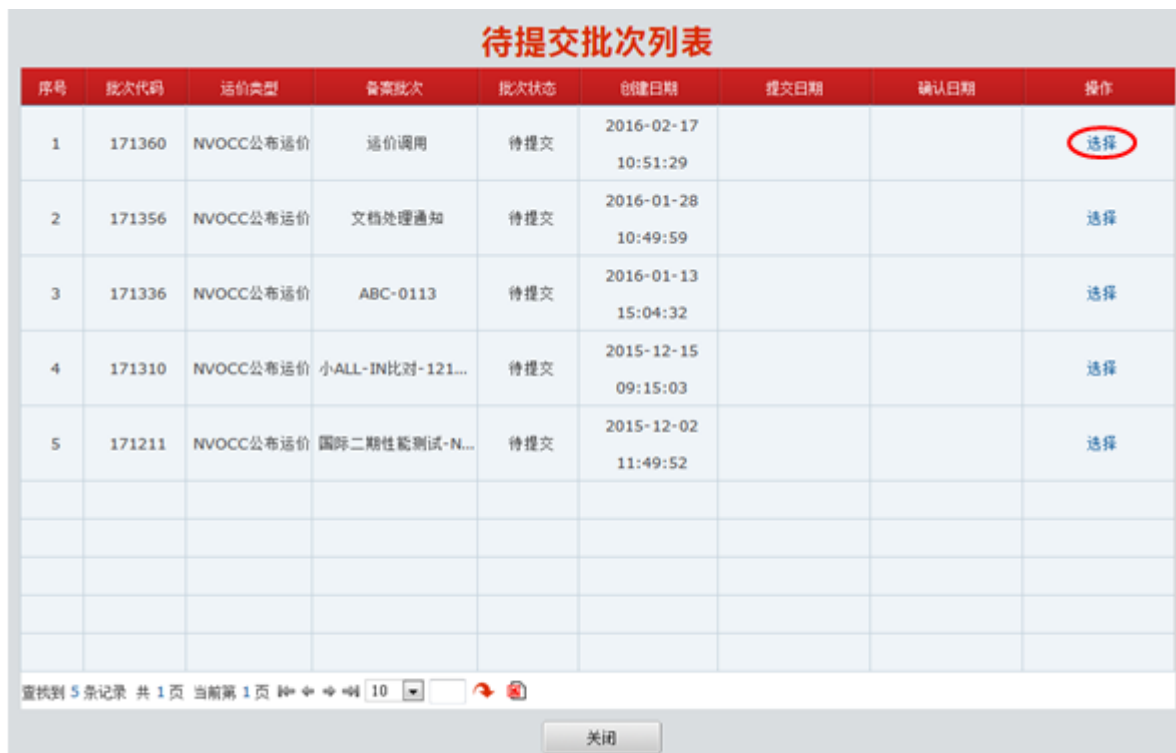 待提交批次列表
序号 批次代码 运价类型 备案批次 批次状态 创建日期 提交日期 确认日期 操作
1 171360 NVOCC公布运价 运价调用 待提交 2016-02-17 10:51:29 选择
2 171356 NVOCC公布运价 文档处理通知 待提交 2016-01-28 10:49:59 选择
3 171336 NVOCC公布运价 ABC-0113 待提交 2016-01-13 15:04:32 选择
4 171310 NVOCC公布运价 小ALL-IN比对-121... 待提交 2015-12-15 09:15:03 选择
5 171211 NVOCC公布运价 国际二期性能测试-N... 待提交 2015-12-02 11:49:52 选择
查找到 5 条记录 共 1 页 当前第 1 页 10
关闭